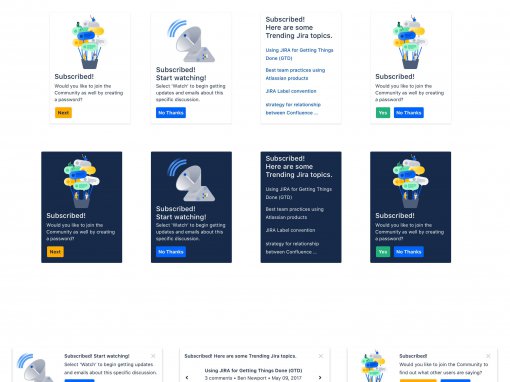 Subscribed!
Would you like to join the
Community as well by creating
a password?
Next
Subscribed!
Start watching!
Select 'Watch' to begin getting
updates and emails about this
specific discussion.
No Thanks
Subscribed!
Here are some
Trending Jira topics.
Using JIRA for Getting Things
Done (GTD)
Best team practices using
Atlassian products
JIRA Label convention
strategy for relationship
between Confluence ...
Subscribed!
Would you like to join the
Community as well by creating
a password?
Yes
No Thanks
Subscribed!
Would you like to join the
Community as well by creating
a password?
Next
Subscribed!
Start watching!
Select 'Watch' to begin getting
updates and emails about this
specific discussion.
No Thanks
Subscribed!
Here are some
Trending Jira topics.
Using JIRA for Getting Things
Done (GTD)
Best team practices using
Atlassian products
JIRA Label convention
strategy for relationship
between Confluence ...
Subscribed!
Would you like to join the
Community as well by creating
a password?
Yes
No Thanks
Subscribed! Start watching!
Select 'Watch' to begin getting updates
and emails about this specific discussion.
No Thanks
Subscribed! Here are some Trending Jira topics.
Using JIRA for Getting Things Done (GTD)
3 comments • Ben Newport • May 09, 2017
Subscribed!
Would you like to join the Community to
find out what other users are saying?
Yes
No Thanks